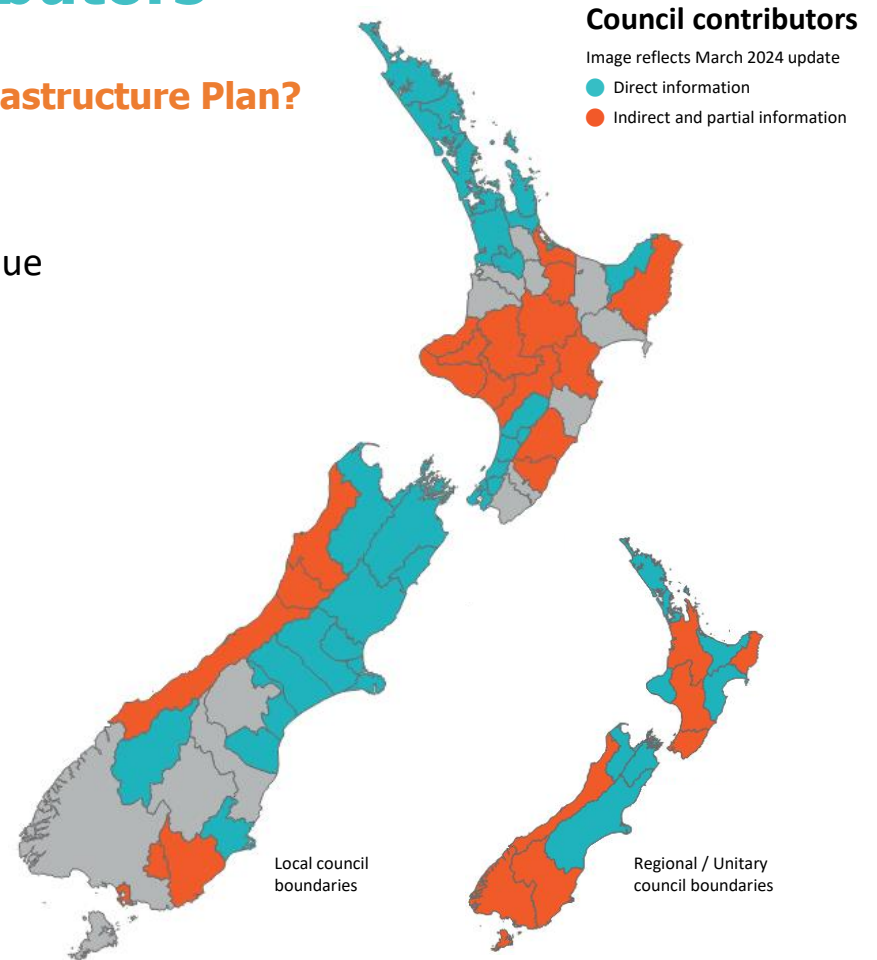 butors
astructure Plan?
ue
Council contributors
Image reflects March 2024 update
Direct information
Indirect and partial information
Local council
boundaries
Regional / Unitary
council boundaries